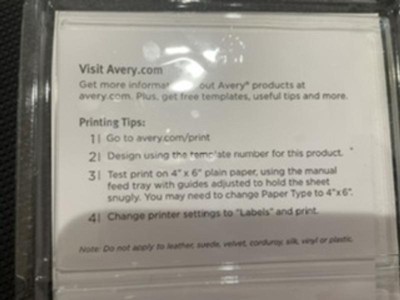 Visit Avery.com
Get more informat out Avery® products at
avery.com. Plus, get free templates, useful tips and more.
Printing Tips:
1| Go to avery.com/print
2| Design using the template number for this product.
3| Test print on 4" x 6" plain paper, using the manual
feed tray with guides adjusted to hold the sheet
snugly. You may need to change Paper Type to 4"x6".
4| Change printer settings to "Labels" and print.
Note: Do not apply to leather, suede, velvet, corduroy, silk, vinyl or plastic.